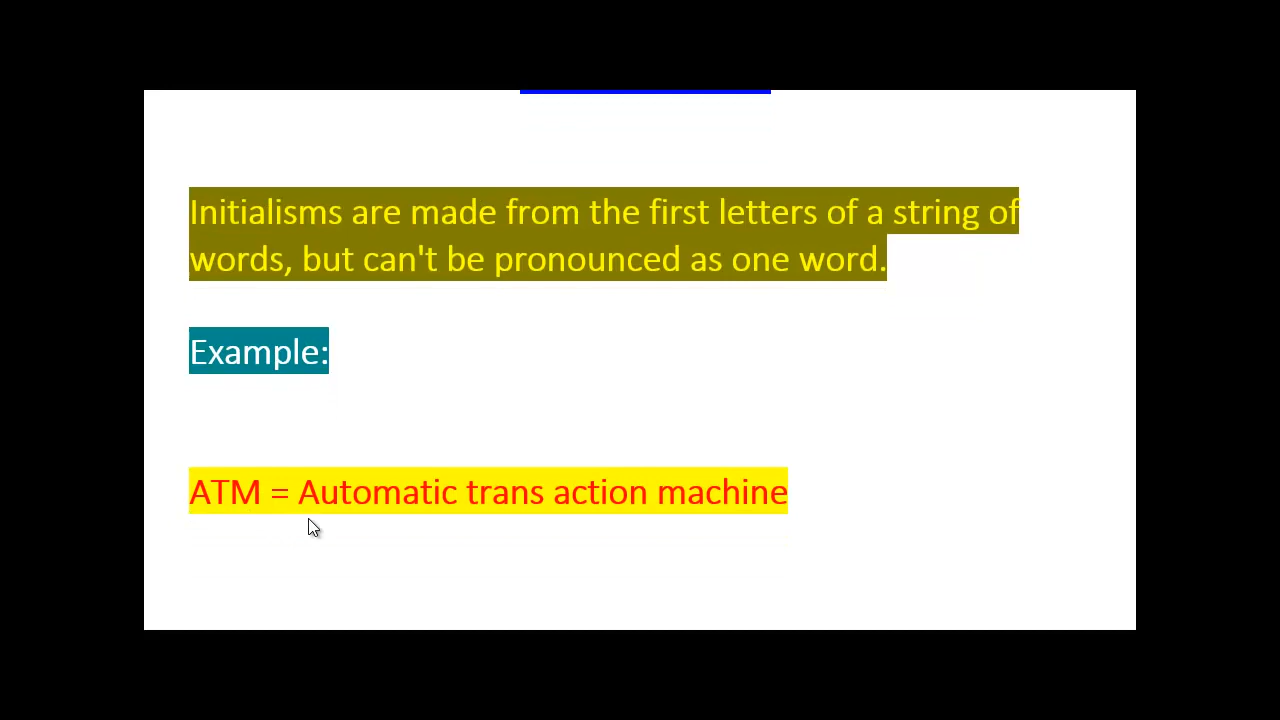 Initialisms are made from the first letters of a string of
words, but can't be pronounced as one word.
Example:
ATM = Automatic trans action machine